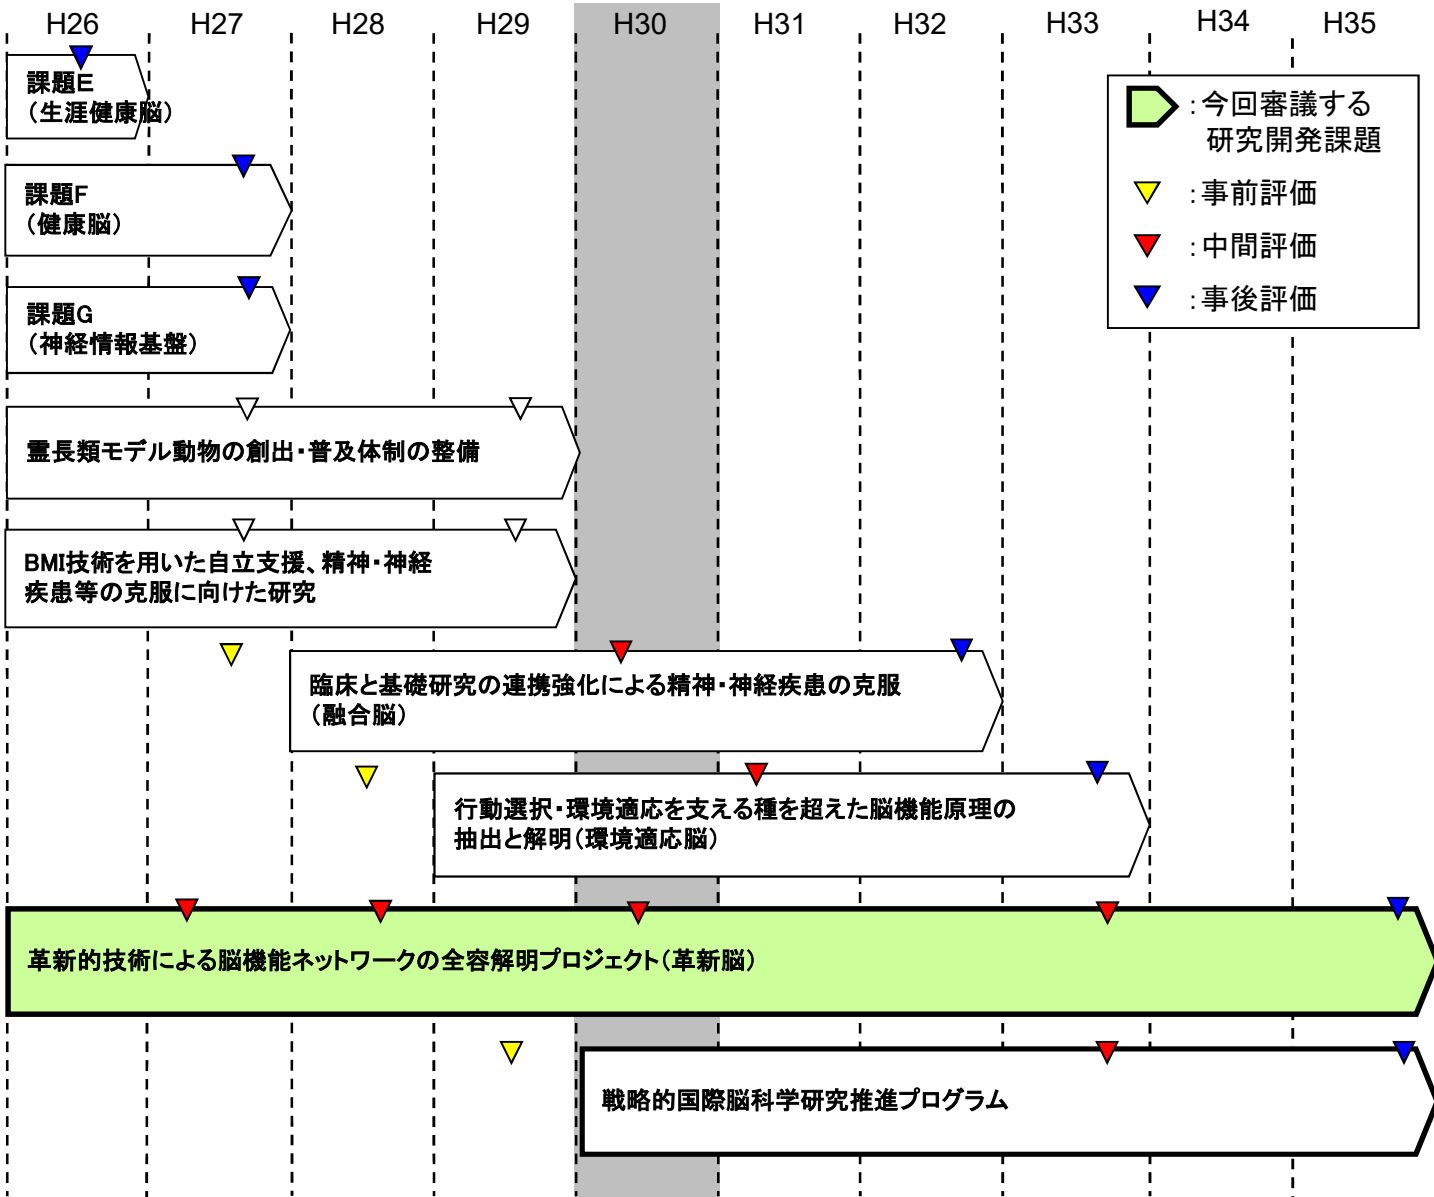 H26 H27 H28 H29 H30 H31 H32 H33 H34 H35
課題E
（生涯健康脳）
：今回審議する
研究開発課題
：事前評価
：中間評価
：事後評価
課題F
（健康脳）
課題G
（神経情報基盤）
霊長類モデル動物の創出・普及体制の整備
BMI技術を用いた自立支援、精神・神経
疾患等の克服に向けた研究
臨床と基礎研究の連携強化による精神・神経疾患の克服
（融合脳）
行動選択・環境適応を支える種を超えた脳機能原理の
抽出と解明（環境適応脳）
革新的技術による脳機能ネットワークの全容解明プロジェクト（革新脳）
戦略的国際脳科学研究推進プログラム